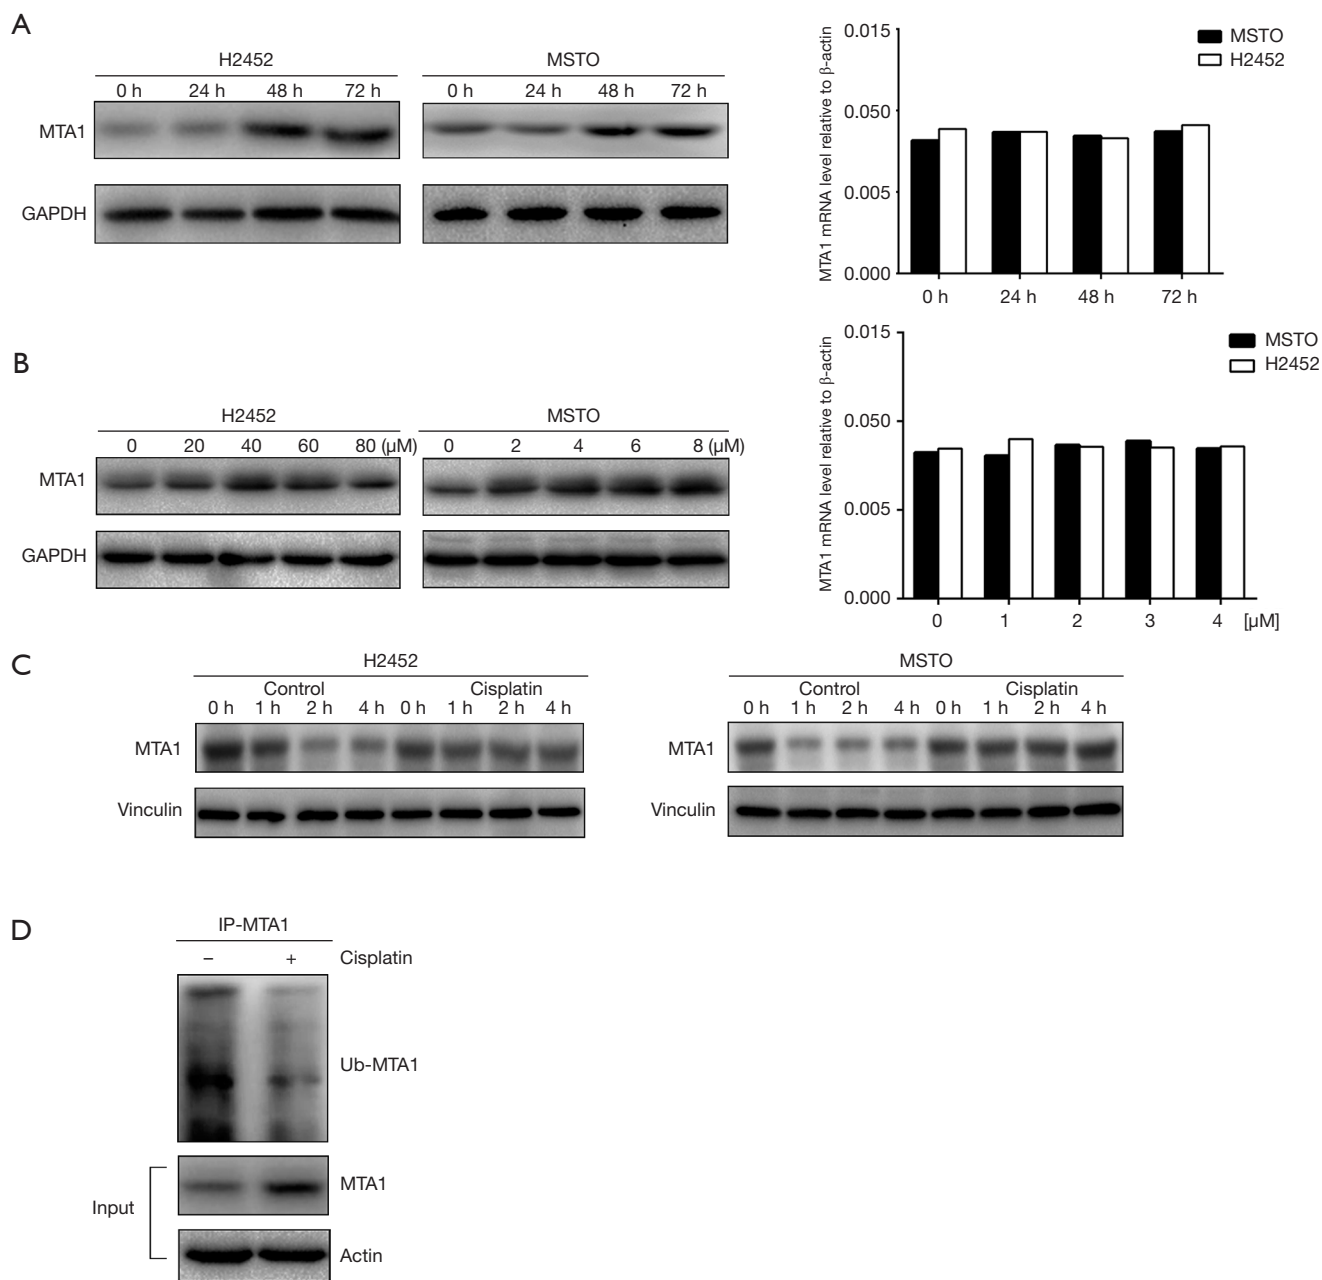 A
H2452
MSTO
0 h 24 h 48 h 72 h
0 h 24 h 48 h 72 h
MTA1
GAPDH
MTA1 mRNA level relative to β-actin
0.015
0.050
0.005
0.000
0 h 24 h 48 h 72 h
MSTO
H2452
B
H2452
MSTO
0 20 40 60 80 (µM)
0 2 4 6 8 (µM)
MTA1
GAPDH
MTA1 mRNA level relative to β-actin
0.015
0.050
0.005
0.000
0 1 2 3 4 [µM]
MSTO
H2452
C
H2452
Control Cisplatin
0 h 1 h 2 h 4 h 0 h 1 h 2 h 4 h
MTA1
Vinculin
MSTO
Control Cisplatin
0 h 1 h 2 h 4 h 0 h 1 h 2 h 4 h
MTA1
Vinculin
D
IP-MTA1
– + Cisplatin
Ub-MTA1
Input
MTA1
Actin